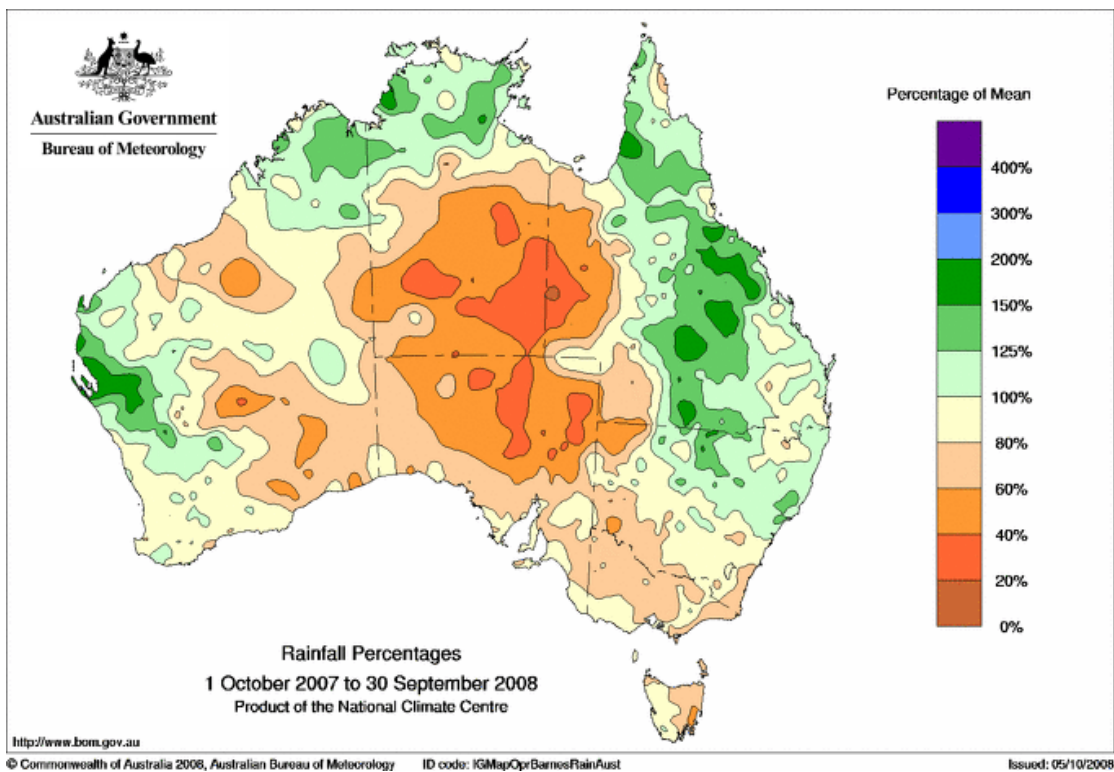 Australian Government
Bureau of Meteorology
Percentage of Mean
400%
300%
200%
150%
125%
100%
80%
60%
40%
20%
0%
Rainfall Percentages
1 October 2007 to 30 September 2008
Product of the National Climate Centre
http://www.bom.gov.au
© Commonwealth of Australia 2008, Australian Bureau of Meteorology ID code: IGMapOprBarnesRainAust Issued: 05/10/2008